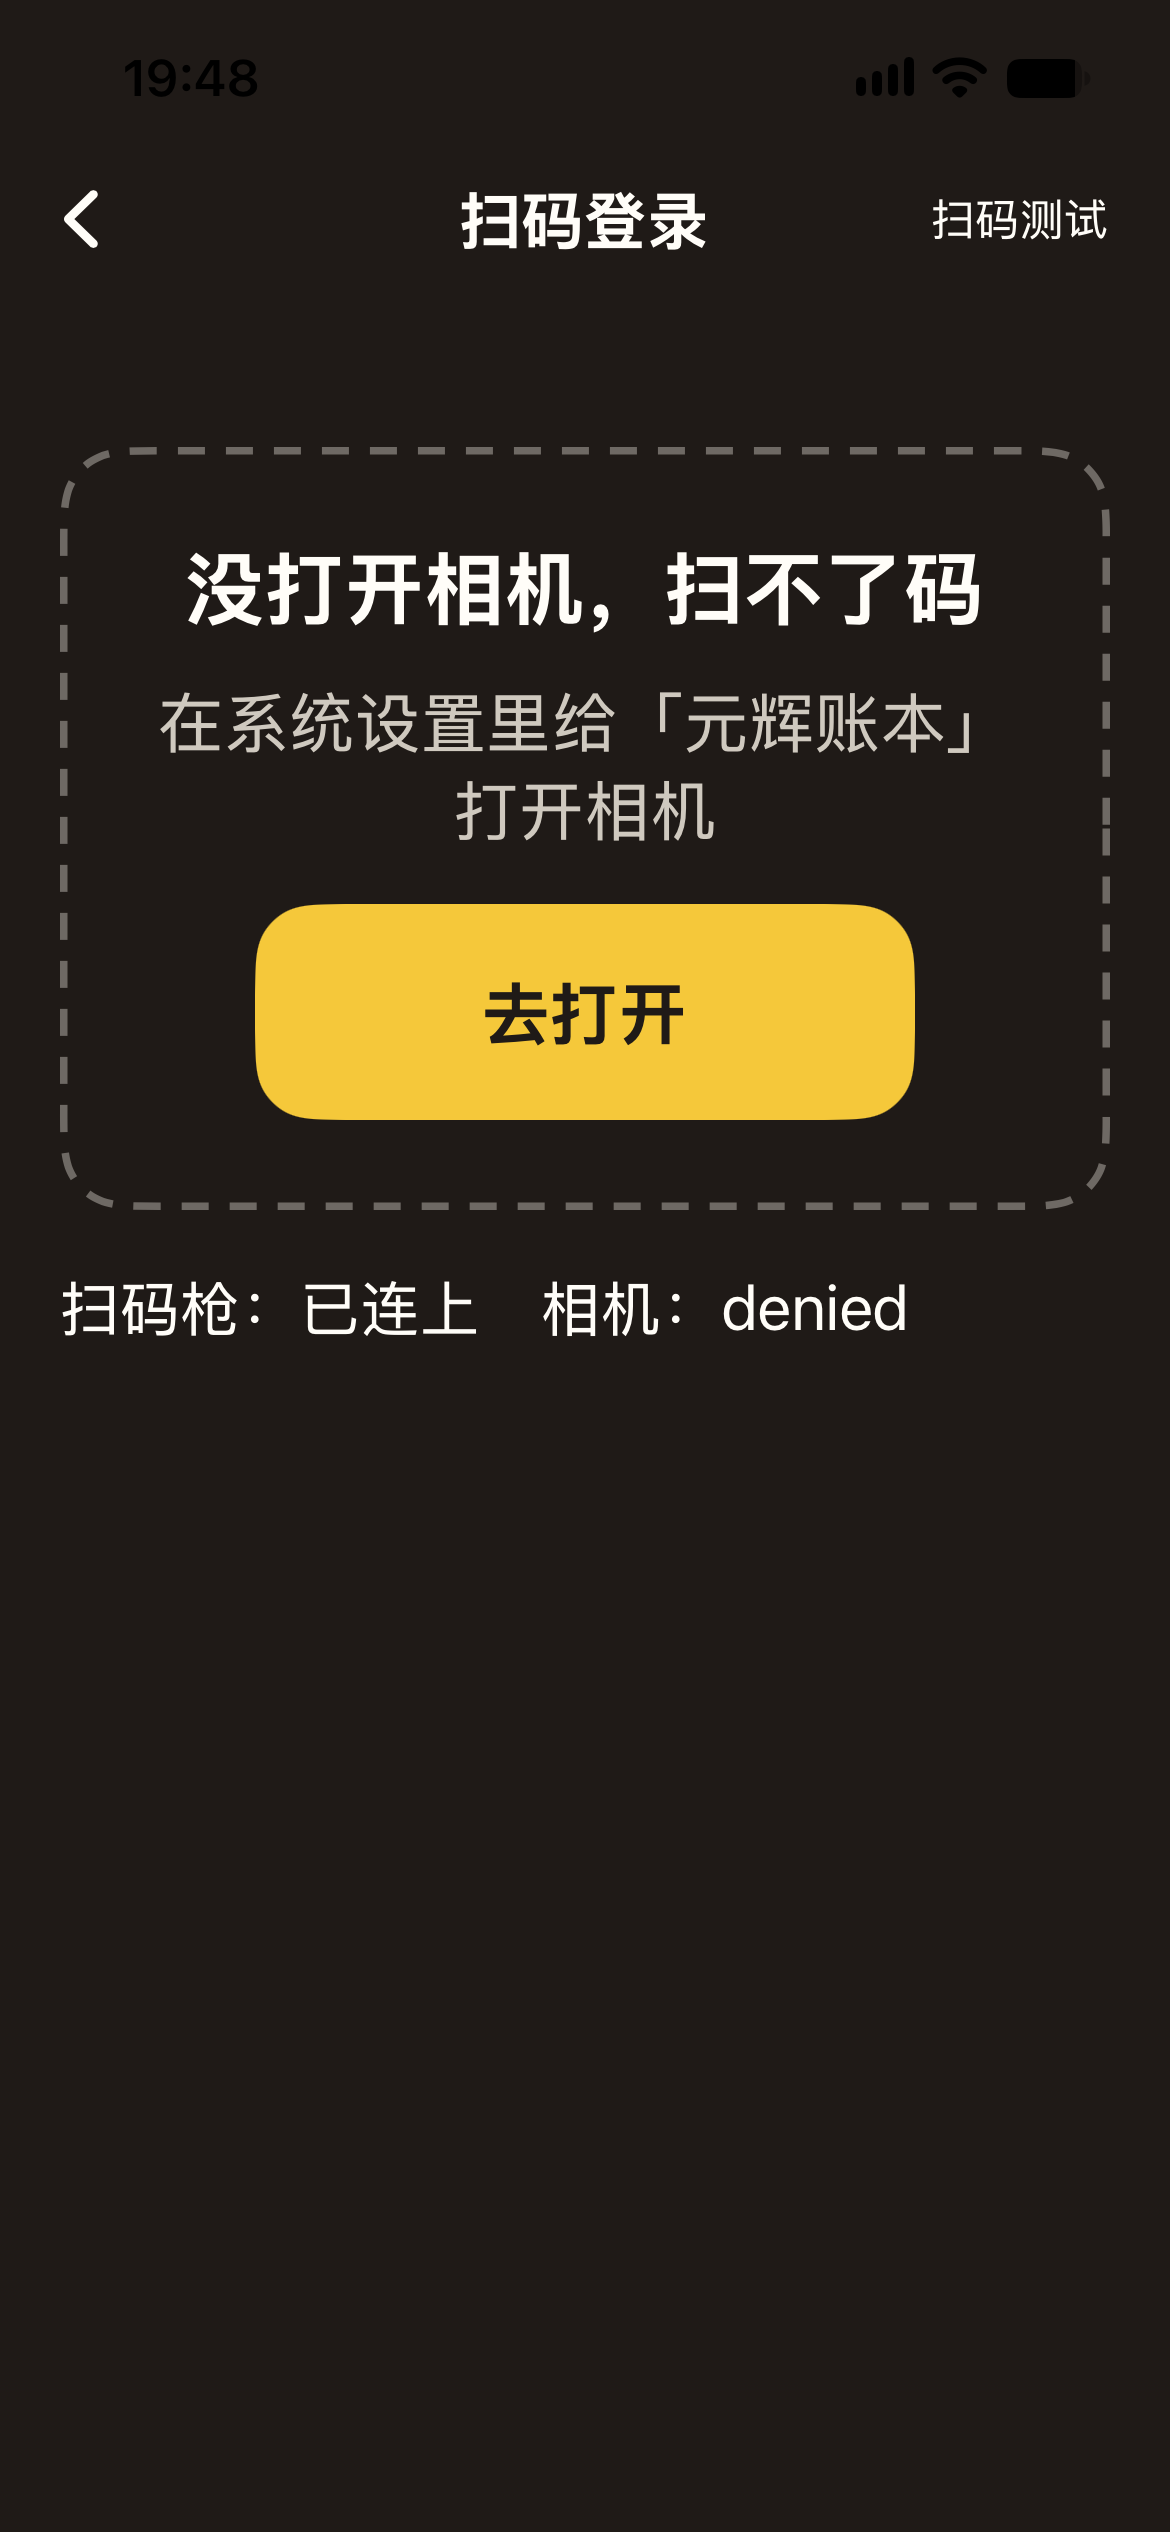 19:48
扫码登录
扫码测试
没打开相机，扫不了码
在系统设置里给「元辉账本」
打开相机
去打开
扫码枪：已连上 相机：denied